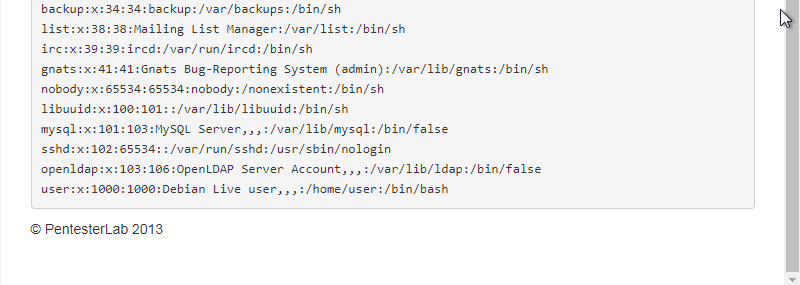 backup:x:34:34:backup:/var/backups:/bin/sh
list:x:38:38:Mailing List Manager:/var/list:/bin/sh
irc:x:39:39:ircd:/var/run/ircd:/bin/sh
gnats:x:41:41:Gnats Bug-Reporting System (admin):/var/lib/gnats:/bin/sh
nobody:x:65534:65534:nobody:/nonexistent:/bin/sh
libuuid:x:100:101::/var/lib/libuuid:/bin/sh
mysql:x:101:103:MySQL Server,,,:/var/lib/mysql:/bin/false
sshd:x:102:65534::/var/run/sshd:/usr/sbin/nologin
openldap:x:103:106:OpenLDAP Server Account,,,:/var/lib/ldap:/bin/false
user:x:1000:1000:Debian Live user,,,:/home/user:/bin/bash
© PentesterLab 2013